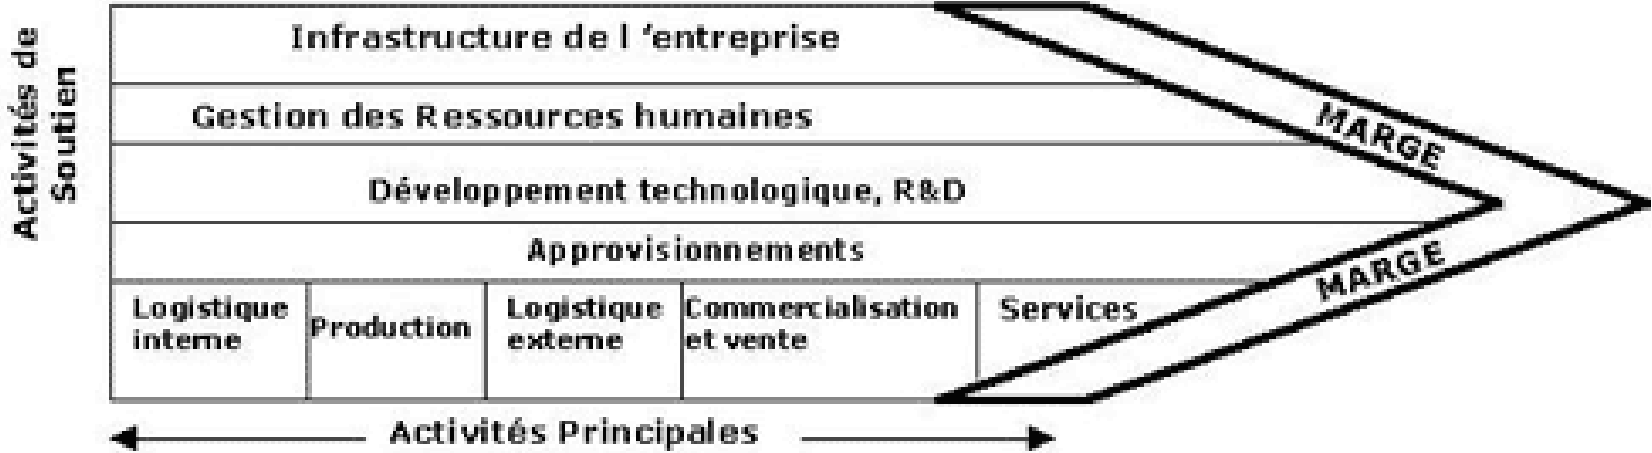 Activités de
Soutien
Infrastructure de l 'entreprise
Gestion des Ressources humaines
Développement technologique, R&D
Approvisionnements
MARGE
MARGE
Logistique
interne
Production
Logistique
externe
Commercialisation
et vente
Services
Activités Principales